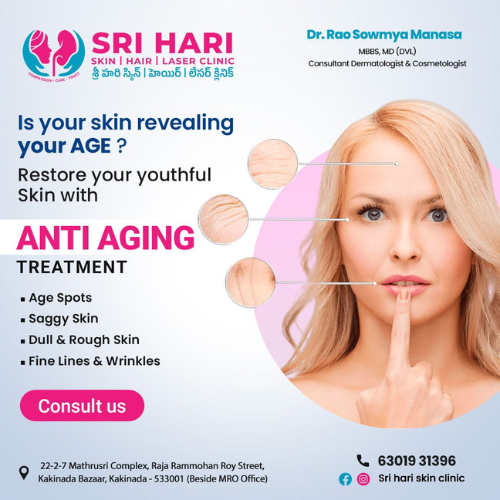 SRI HARI
SKIN | HAIR | LASER CLINIC
శ్రీ హరి స్కిన్ | హెయిర్ | లేసర్ క్లినిక్
COMPASSION • CARE • TRUST
Dr. Rao Sowmya Manasa
MBBS, MD (DVL)
Consultant Dermatologist & Cosmetologist
Is your skin revealing
your AGE ?
Restore your youthful
Skin with
ANTI AGING
TREATMENT
▪ Age Spots
▪ Saggy Skin
▪ Dull & Rough Skin
▪ Fine Lines & Wrinkles
Consult us
22-2-7 Mathrusri Complex, Raja Rammohan Roy Street,
Kakinada Bazaar, Kakinada - 533001 (Beside MRO Office)
63019 31396
Sri hari skin clinic